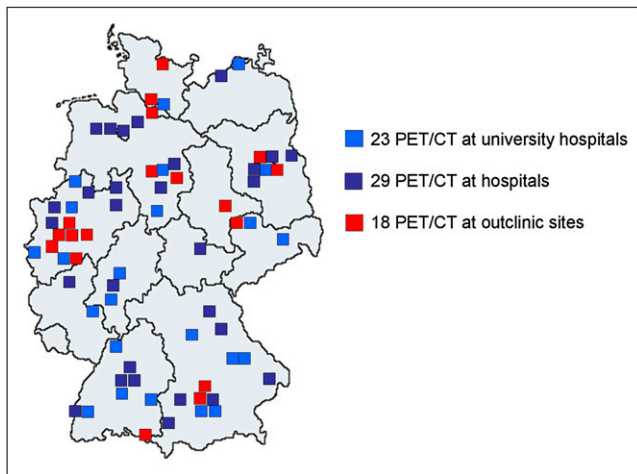 23 PET/CT at university hospitals
29 PET/CT at hospitals
18 PET/CT at outclinic sites